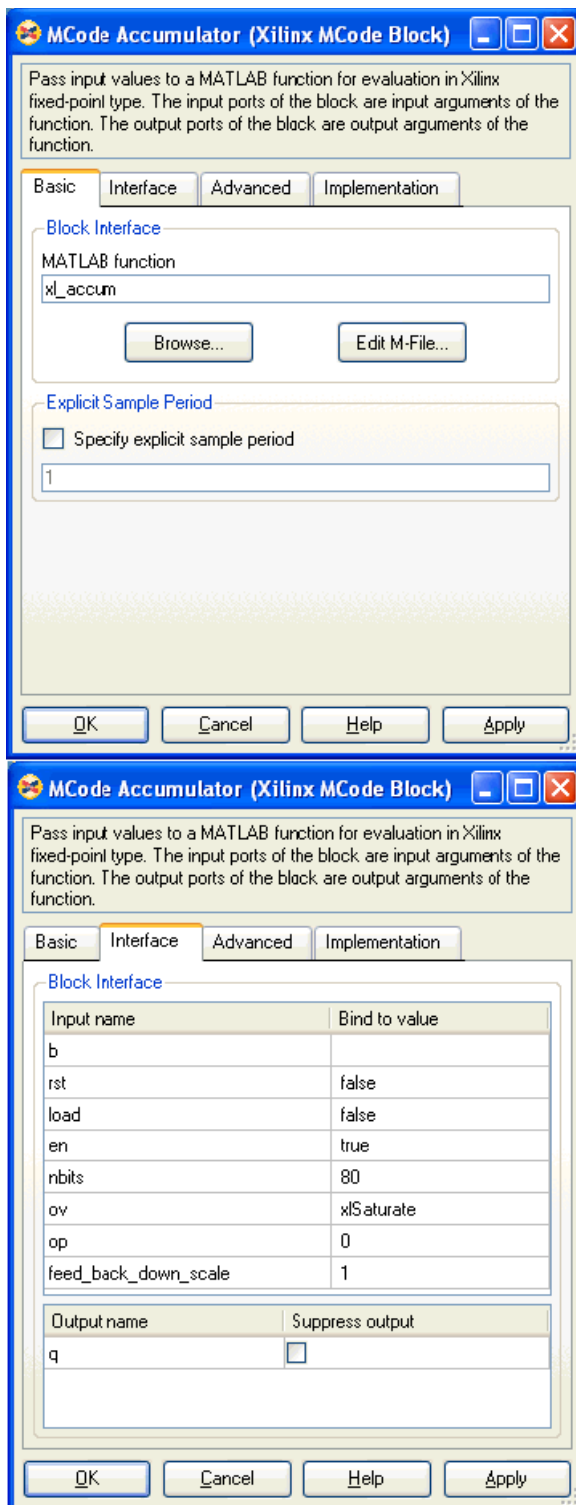 MCode Accumulator (Xilinx MCode Block)
Pass input values to a MATLAB function for evaluation in Xilinx
fixed-point type. The input ports of the block are input arguments of the
function. The output ports of the block are output arguments of the
function.
Basic Interface Advanced Implementation
Block Interface
MATLAB function
xl_accum
Browse... Edit M-File...
Explicit Sample Period
Specify explicit sample period
1
OK Cancel Help Apply
MCode Accumulator (Xilinx MCode Block)
Pass input values to a MATLAB function for evaluation in Xilinx
fixed-point type. The input ports of the block are input arguments of the
function. The output ports of the block are output arguments of the
function.
Basic Interface Advanced Implementation
Block Interface
Input name Bind to value
b
rst false
load false
en true
nbits 80
ov xlSaturate
op 0
feed_back_down_scale 1
Output name Suppress output
q
OK Cancel Help Apply